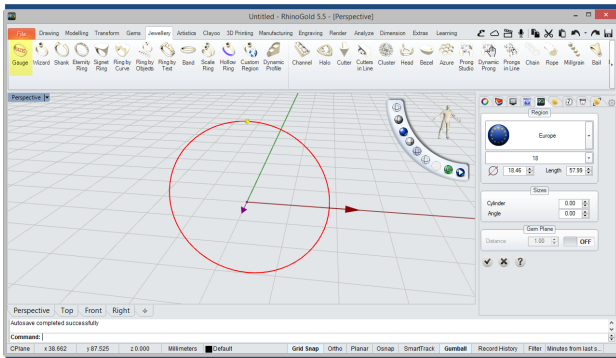 Untitled - RhinoGold 5.5 - [Perspective]
File Drawing Modelling Transform Gems Jewellery Artistics Clayoo 3D Printing Manufacturing Engraving Render Analyze Dimension Extras Learning
Gauge Wizard Shank Eternity Ring Signet Ring Ring by Curve Ring by Objects Ring by Text Band Scale Ring Hollow Ring Custom Region Dynamic Profile Channel Halo Cutter Cutters in Line Cluster Head Bezel Azure Prong Studio Dynamic Prong Prongs in Line Chain Rope Millgrain Bail
Perspective
Region
Europe
18
18.46 Length 57.99
Sizes
Cylinder 0.00
Angle 0.00
Gem Plane
Distance 1.00 OFF
Perspective Top Front Right
Autosave completed successfully
Command:
CPlane x 38.662 y 87.525 z 0.000 Millimeters Default Grid Snap Ortho Planar Osnap SmartTrack Gumball Record History Filter Minutes from last s...